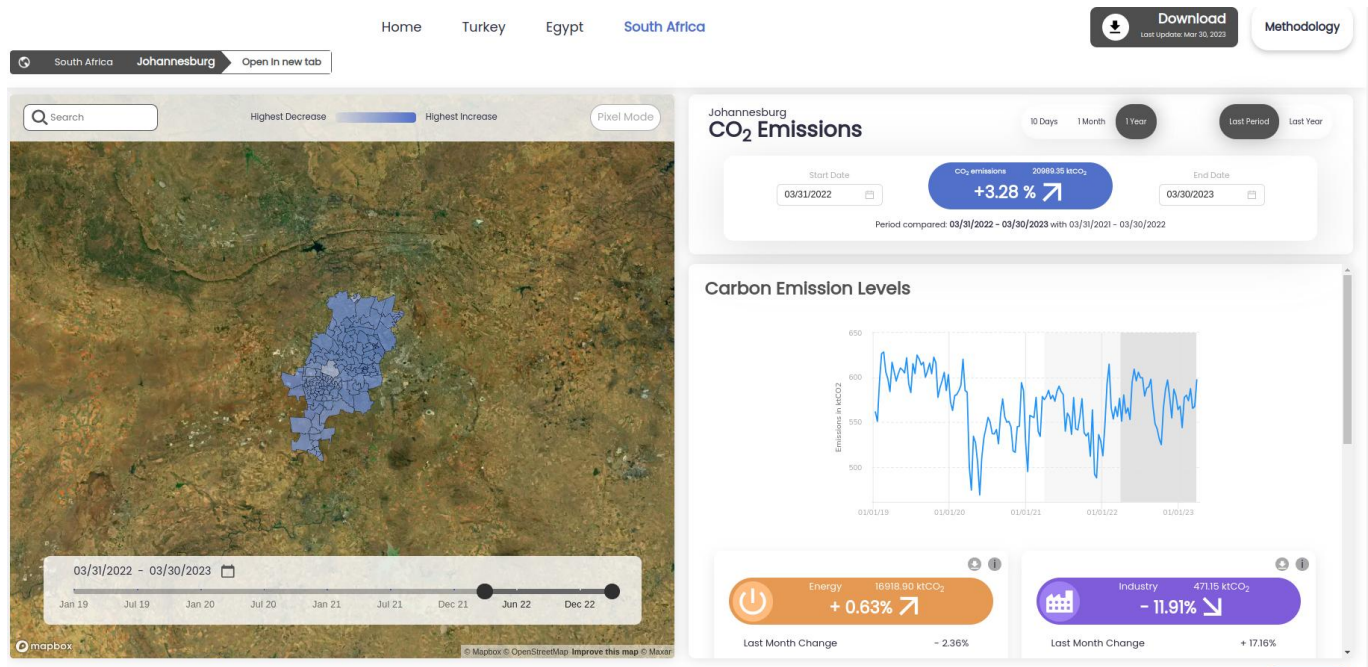 Home Turkey Egypt South Africa
Download
Last Update: Mar 30, 2023
Methodology
South Africa Johannesburg Open in new tab
Search
Highest Decrease Highest Increase
Pixel Mode
03/31/2022 - 03/30/2023
Jan 19 Jul 19 Jan 20 Jul 20 Jan 21 Jul 21 Dec 21 Jun 22 Dec 22
mapbox
© Mapbox © OpenStreetMap Improve this map © Maxar
Johannesburg
CO₂ Emissions
10 Days 1 Month 1 Year
Last Period Last Year
Start Date
03/31/2022
CO₂ emissions 20989.35 ktCO₂
+3.28 %
End Date
03/30/2023
Period compared: 03/31/2022 - 03/30/2023 with 03/31/2021 - 03/30/2022
Carbon Emission Levels
Emissions in ktCO2
650
600
550
500
01/01/19 01/01/20 01/01/21 01/01/22 01/01/23
Energy 16918.90 ktCO₂
+ 0.63%
Last Month Change - 2.36%
Industry 471.15 ktCO₂
- 11.91%
Last Month Change + 17.16%